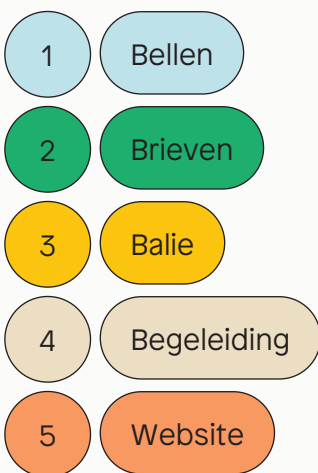 1 Bellen
2 Brieven
3 Balie
4 Begeleiding
5 Website